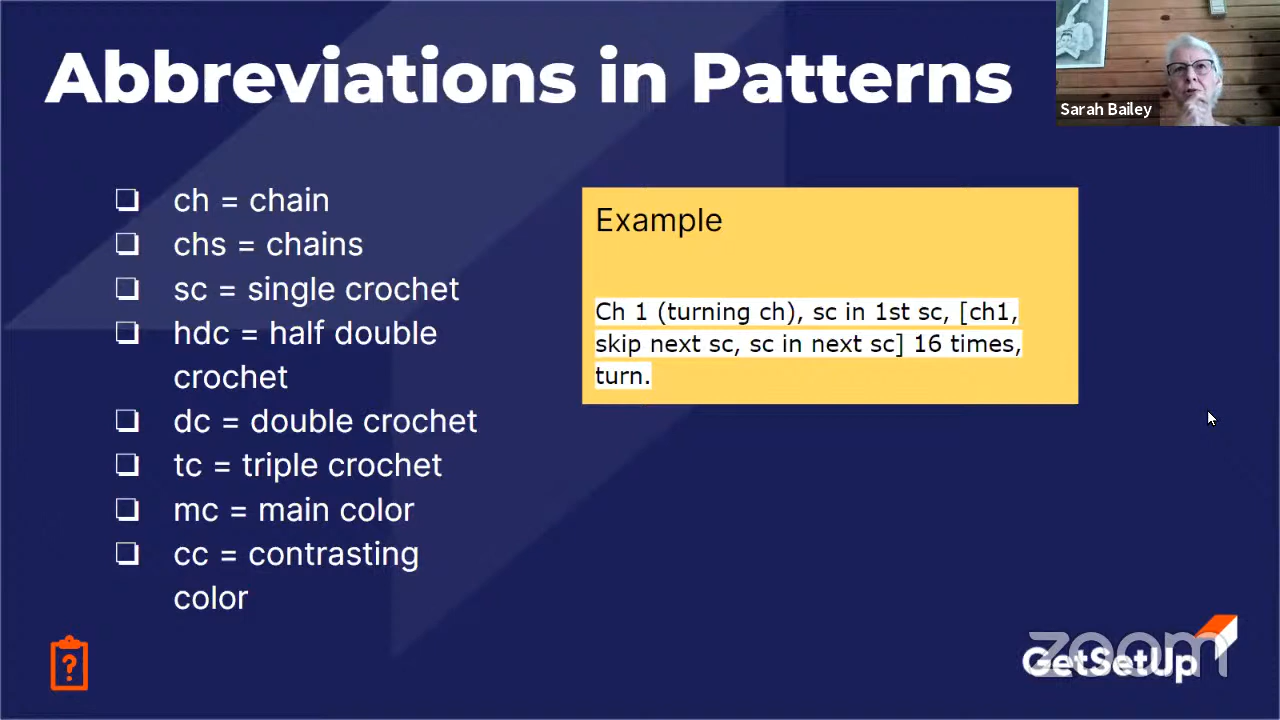 Abbreviations in Patterns
Sarah Bailey
ch = chain
chs = chains
sc = single crochet
hdc = half double
crochet
dc = double crochet
tc = triple crochet
mc = main color
cc = contrasting
color
Example
Ch 1 (turning ch), sc in 1st sc, [ch1,
skip next sc, sc in next sc] 16 times,
turn.
?
zoom
GetSetUp